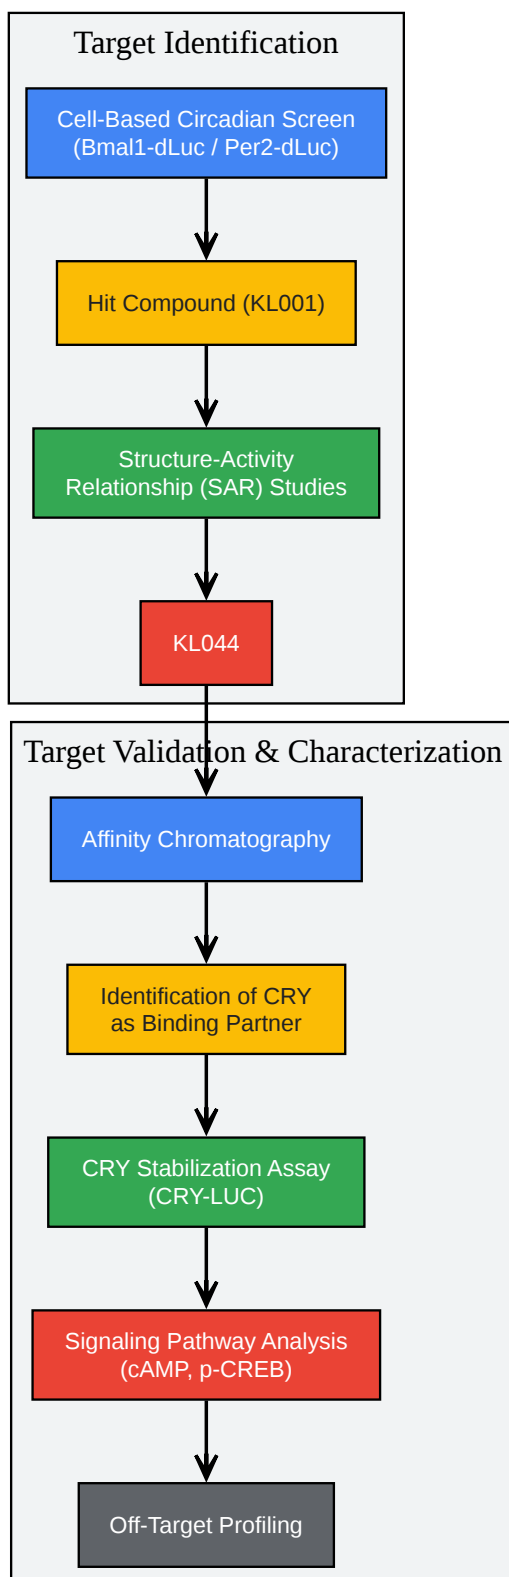 Target Identification
Cell-Based Circadian Screen
(Bmal1-dLuc / Per2-dLuc)
Hit Compound (KL001)
Structure-Activity
Relationship (SAR) Studies
KL044
Target Validation & Characterization
Affinity Chromatography
Identification of CRY
as Binding Partner
CRY Stabilization Assay
(CRY-LUC)
Signaling Pathway Analysis
(cAMP, p-CREB)
Off-Target Profiling